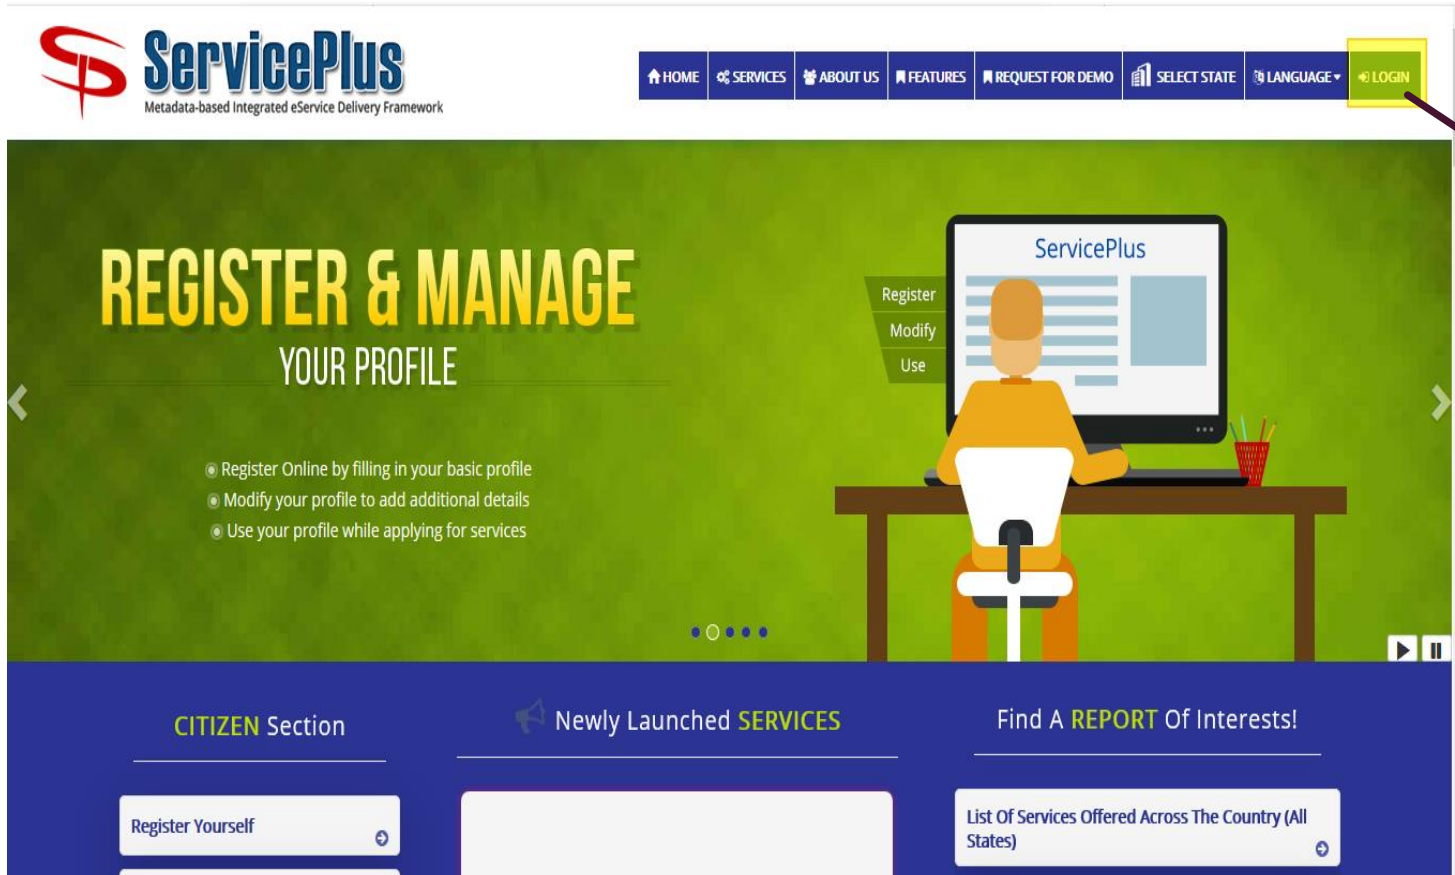 ServicePlus
Metadata-based Integrated eService Delivery Framework
HOME SERVICES ABOUT US FEATURES REQUEST FOR DEMO SELECT STATE LANGUAGE LOGIN
REGISTER & MANAGE
YOUR PROFILE
Register Online by filling in your basic profile
Modify your profile to add additional details
Use your profile while applying for services
ServicePlus
Register
Modify
Use
CITIZEN Section
Register Yourself
Newly Launched SERVICES
Find A REPORT Of Interests!
List Of Services Offered Across The Country (All
States)